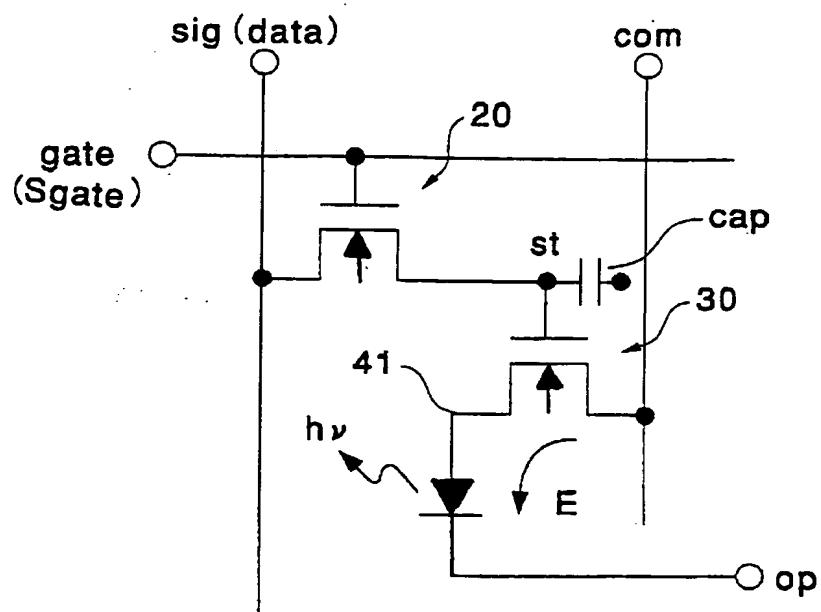 sig (data)
com
20
gate
(Sgate)
cap
st
30
41
hν
E
op